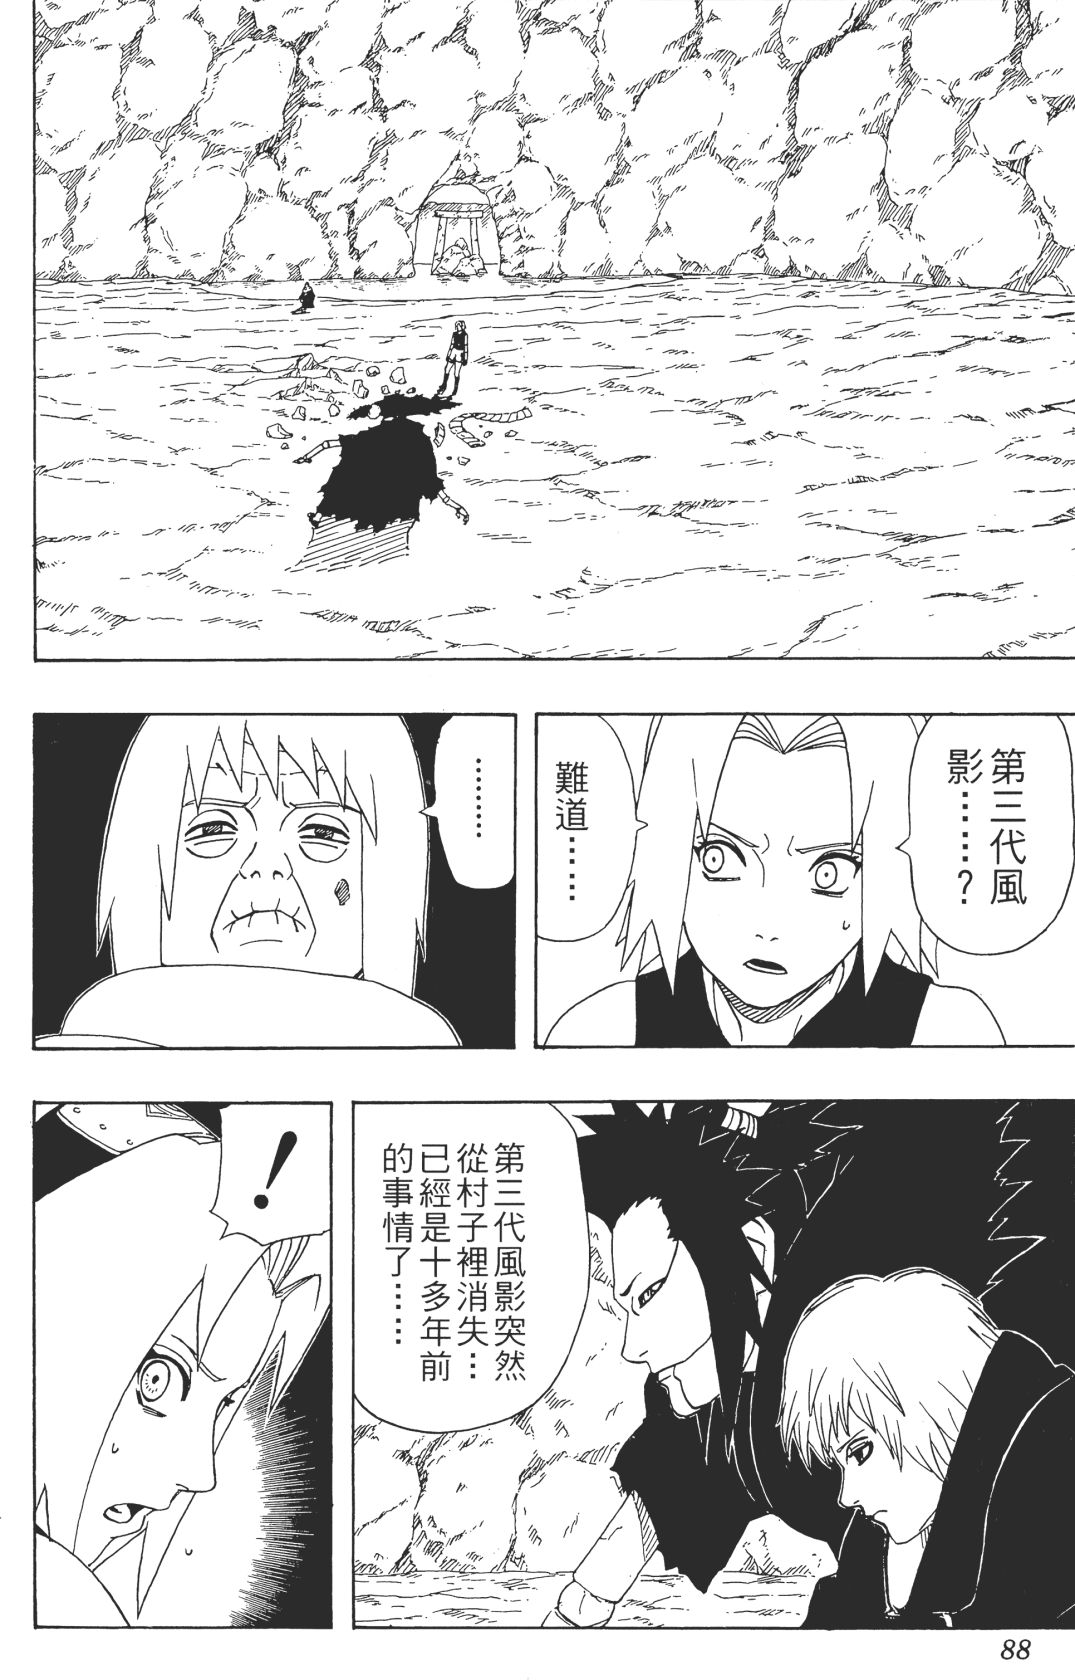 第三代風
影……?
難道……
………
第三代風影突然
從村子裡消失…
已經是十多年前
的事情了……
！
88